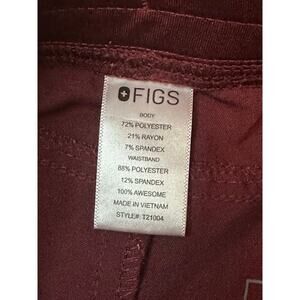 FIGS
BODY
72% POLYESTER
21% RAYON
7% SPANDEX
WAISTBAND
88% POLYESTER
12% SPANDEX
100% AWESOME
MADE IN VIETNAM
STYLE#: T21004